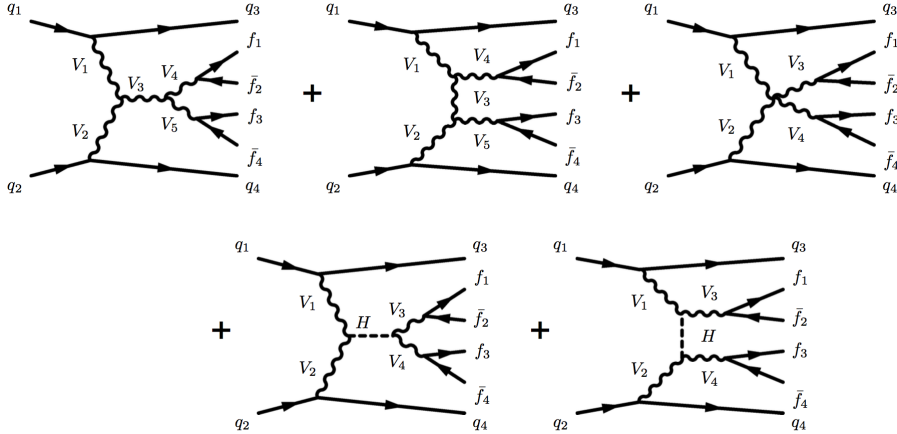 q₁ q₃ q₁ q₃ q₁ q₃
f₁ f₁ f₁
V₁ V₄ V₁ V₄ V₁ V₃
V₃ f̄₂ f̄₂ f̄₂
+ V₃ +
f₃ f₃ f₃
V₂ V₅ V₂ V₅ V₂ V₄
f̄₄ f̄₄ f̄₄
q₂ q₄ q₂ q₄ q₂ q₄
q₁ q₃ q₁ q₃
f₁ f₁
V₁ V₃ V₁ V₃
H f̄₂ f̄₂
+ + H
f₃ f₃
V₂ V₄ V₂ V₄
f̄₄ f̄₄
q₂ q₄ q₂ q₄